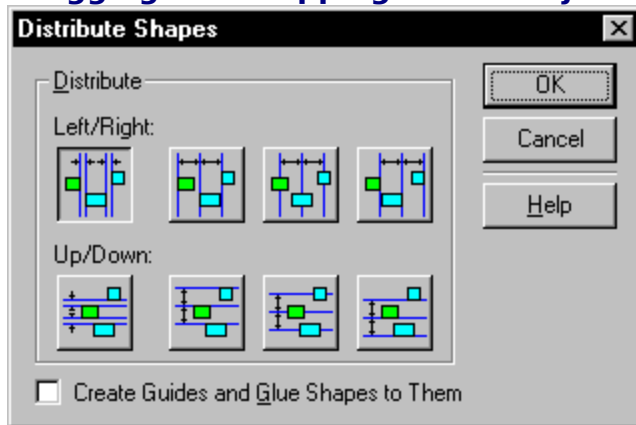 Distribute Shapes
Distribute
OK
Left/Right:
Cancel
Help
Up/Down:
Create Guides and Glue Shapes to Them